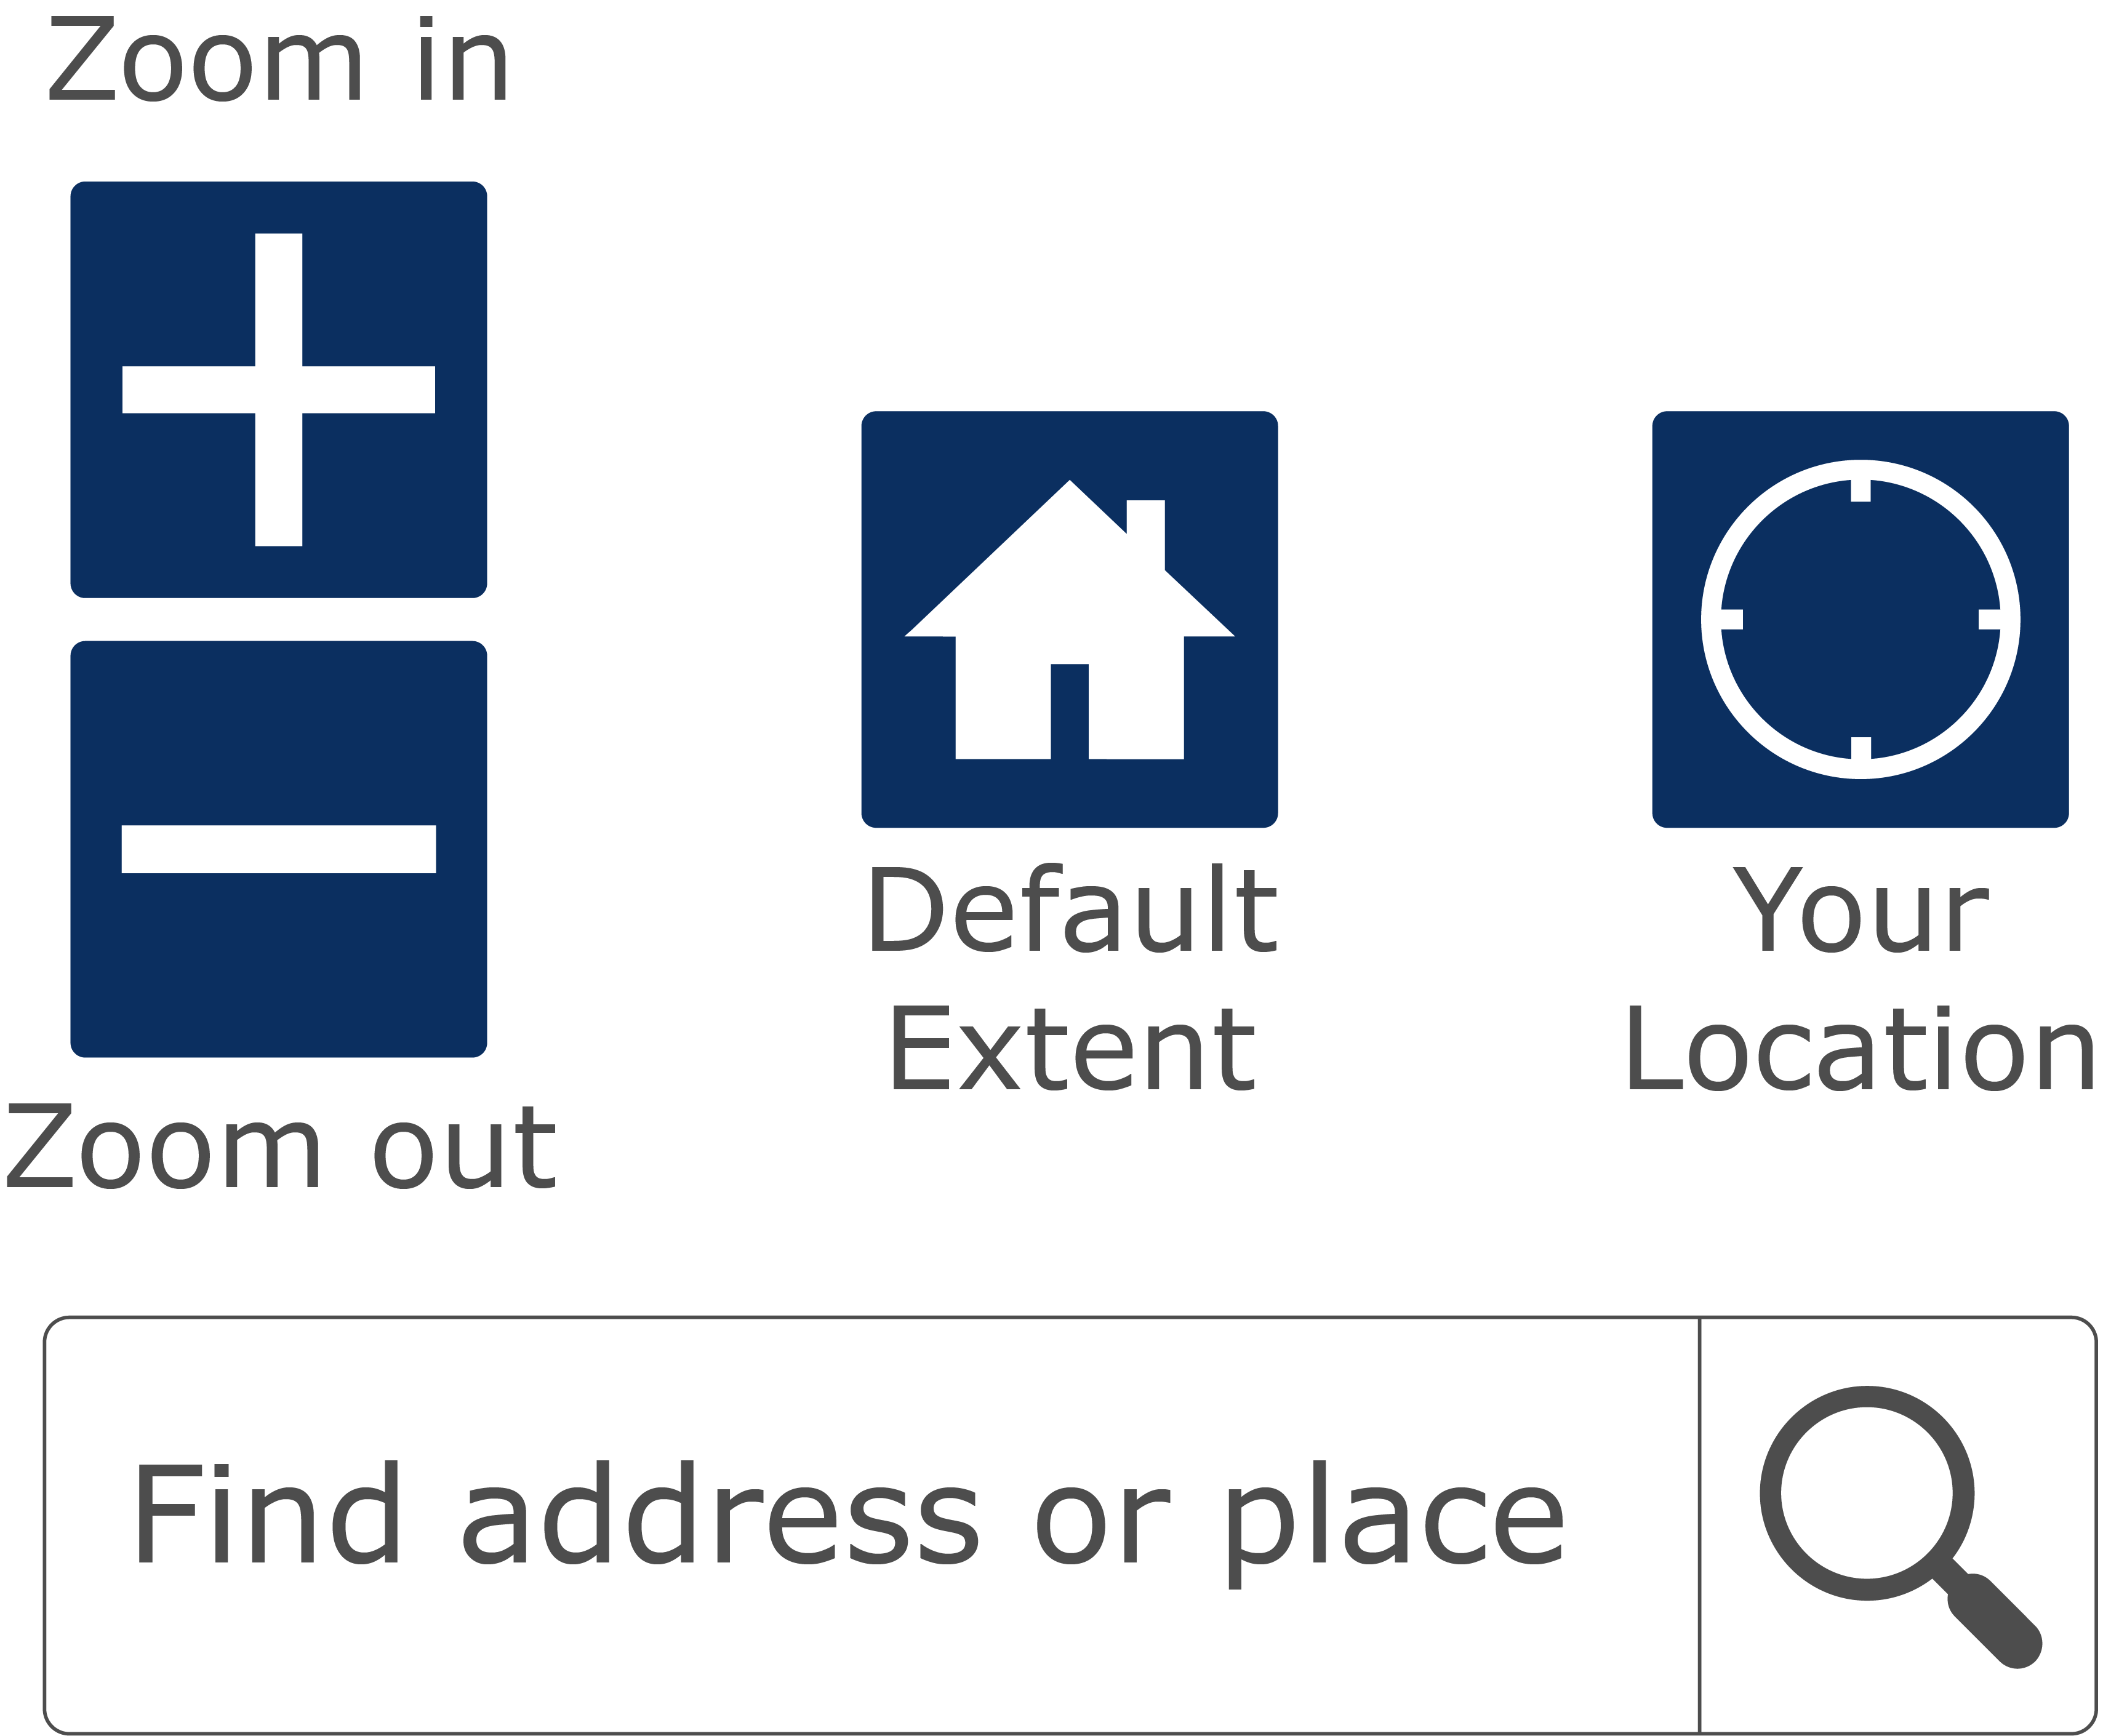 Zoom in
Zoom out
Default
Extent
Your
Location
Find address or place